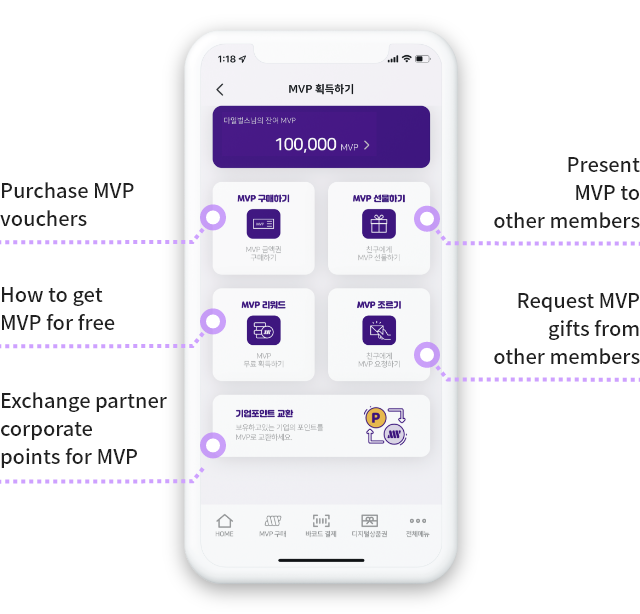 1:18
MVP 획득하기
마일벌스님의 잔여 MVP
100,000 MVP
Purchase MVP
vouchers
MVP 구매하기
MVP
MVP 금액권
구매하기
MVP 선물하기
친구에게
MVP 선물하기
Present
MVP to
other members
How to get
MVP for free
MVP 리워드
MVP
무료 획득하기
MVP 조르기
친구에게
MVP 요청하기
Request MVP
gifts from
other members
Exchange partner
corporate
points for MVP
기업포인트 교환
보유하고있는 기업의 포인트를
MVP로 교환하세요.
P
HOME
MVP 구매
바코드 결제
디지털상품권
전체메뉴